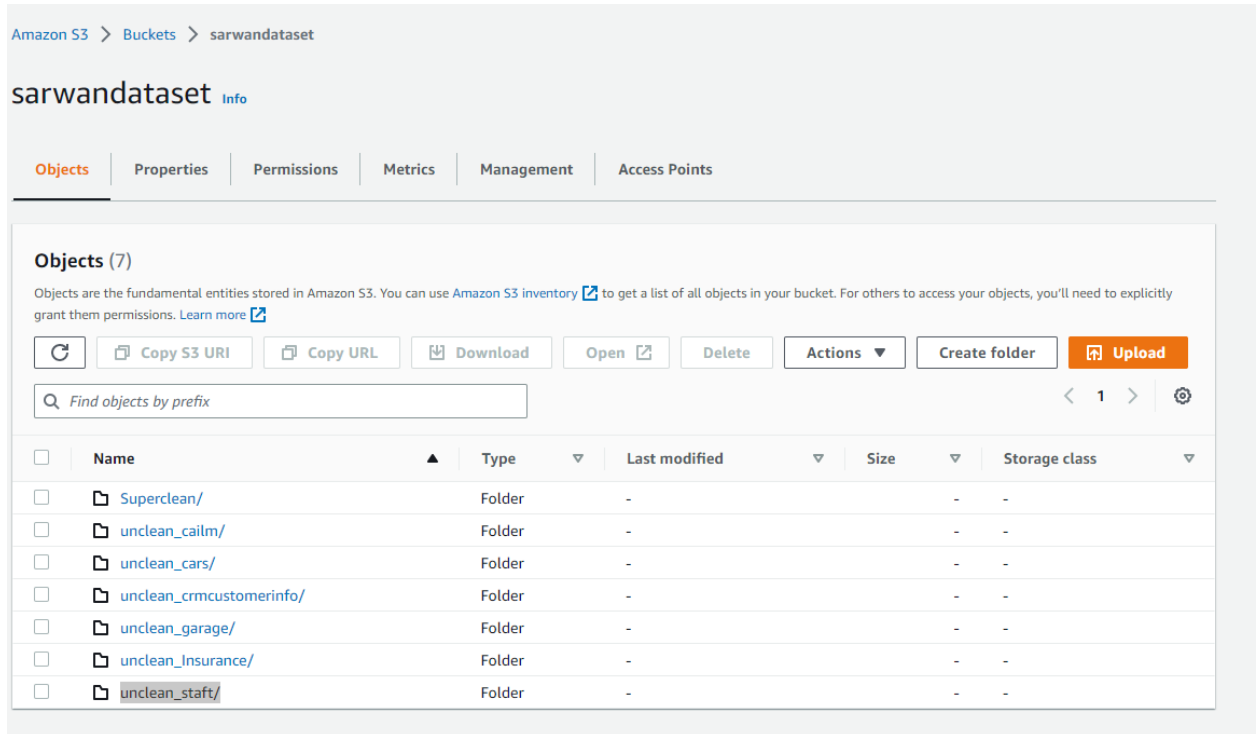 Amazon S3 > Buckets > sarwandataset
sarwandataset Info
Objects Properties Permissions Metrics Management Access Points
Objects (7)
Objects are the fundamental entities stored in Amazon S3. You can use Amazon S3 inventory to get a list of all objects in your bucket. For others to access your objects, you'll need to explicitly
grant them permissions. Learn more
Copy S3 URI Copy URL Download Open Delete Actions Create folder Upload
Find objects by prefix < 1 >
Name Type Last modified Size Storage class
Superclean/ Folder - - -
unclean_cailm/ Folder - - -
unclean_cars/ Folder - - -
unclean_crmcustomerinfo/ Folder - - -
unclean_garage/ Folder - - -
unclean_Insurance/ Folder - - -
unclean_staft/ Folder - - -